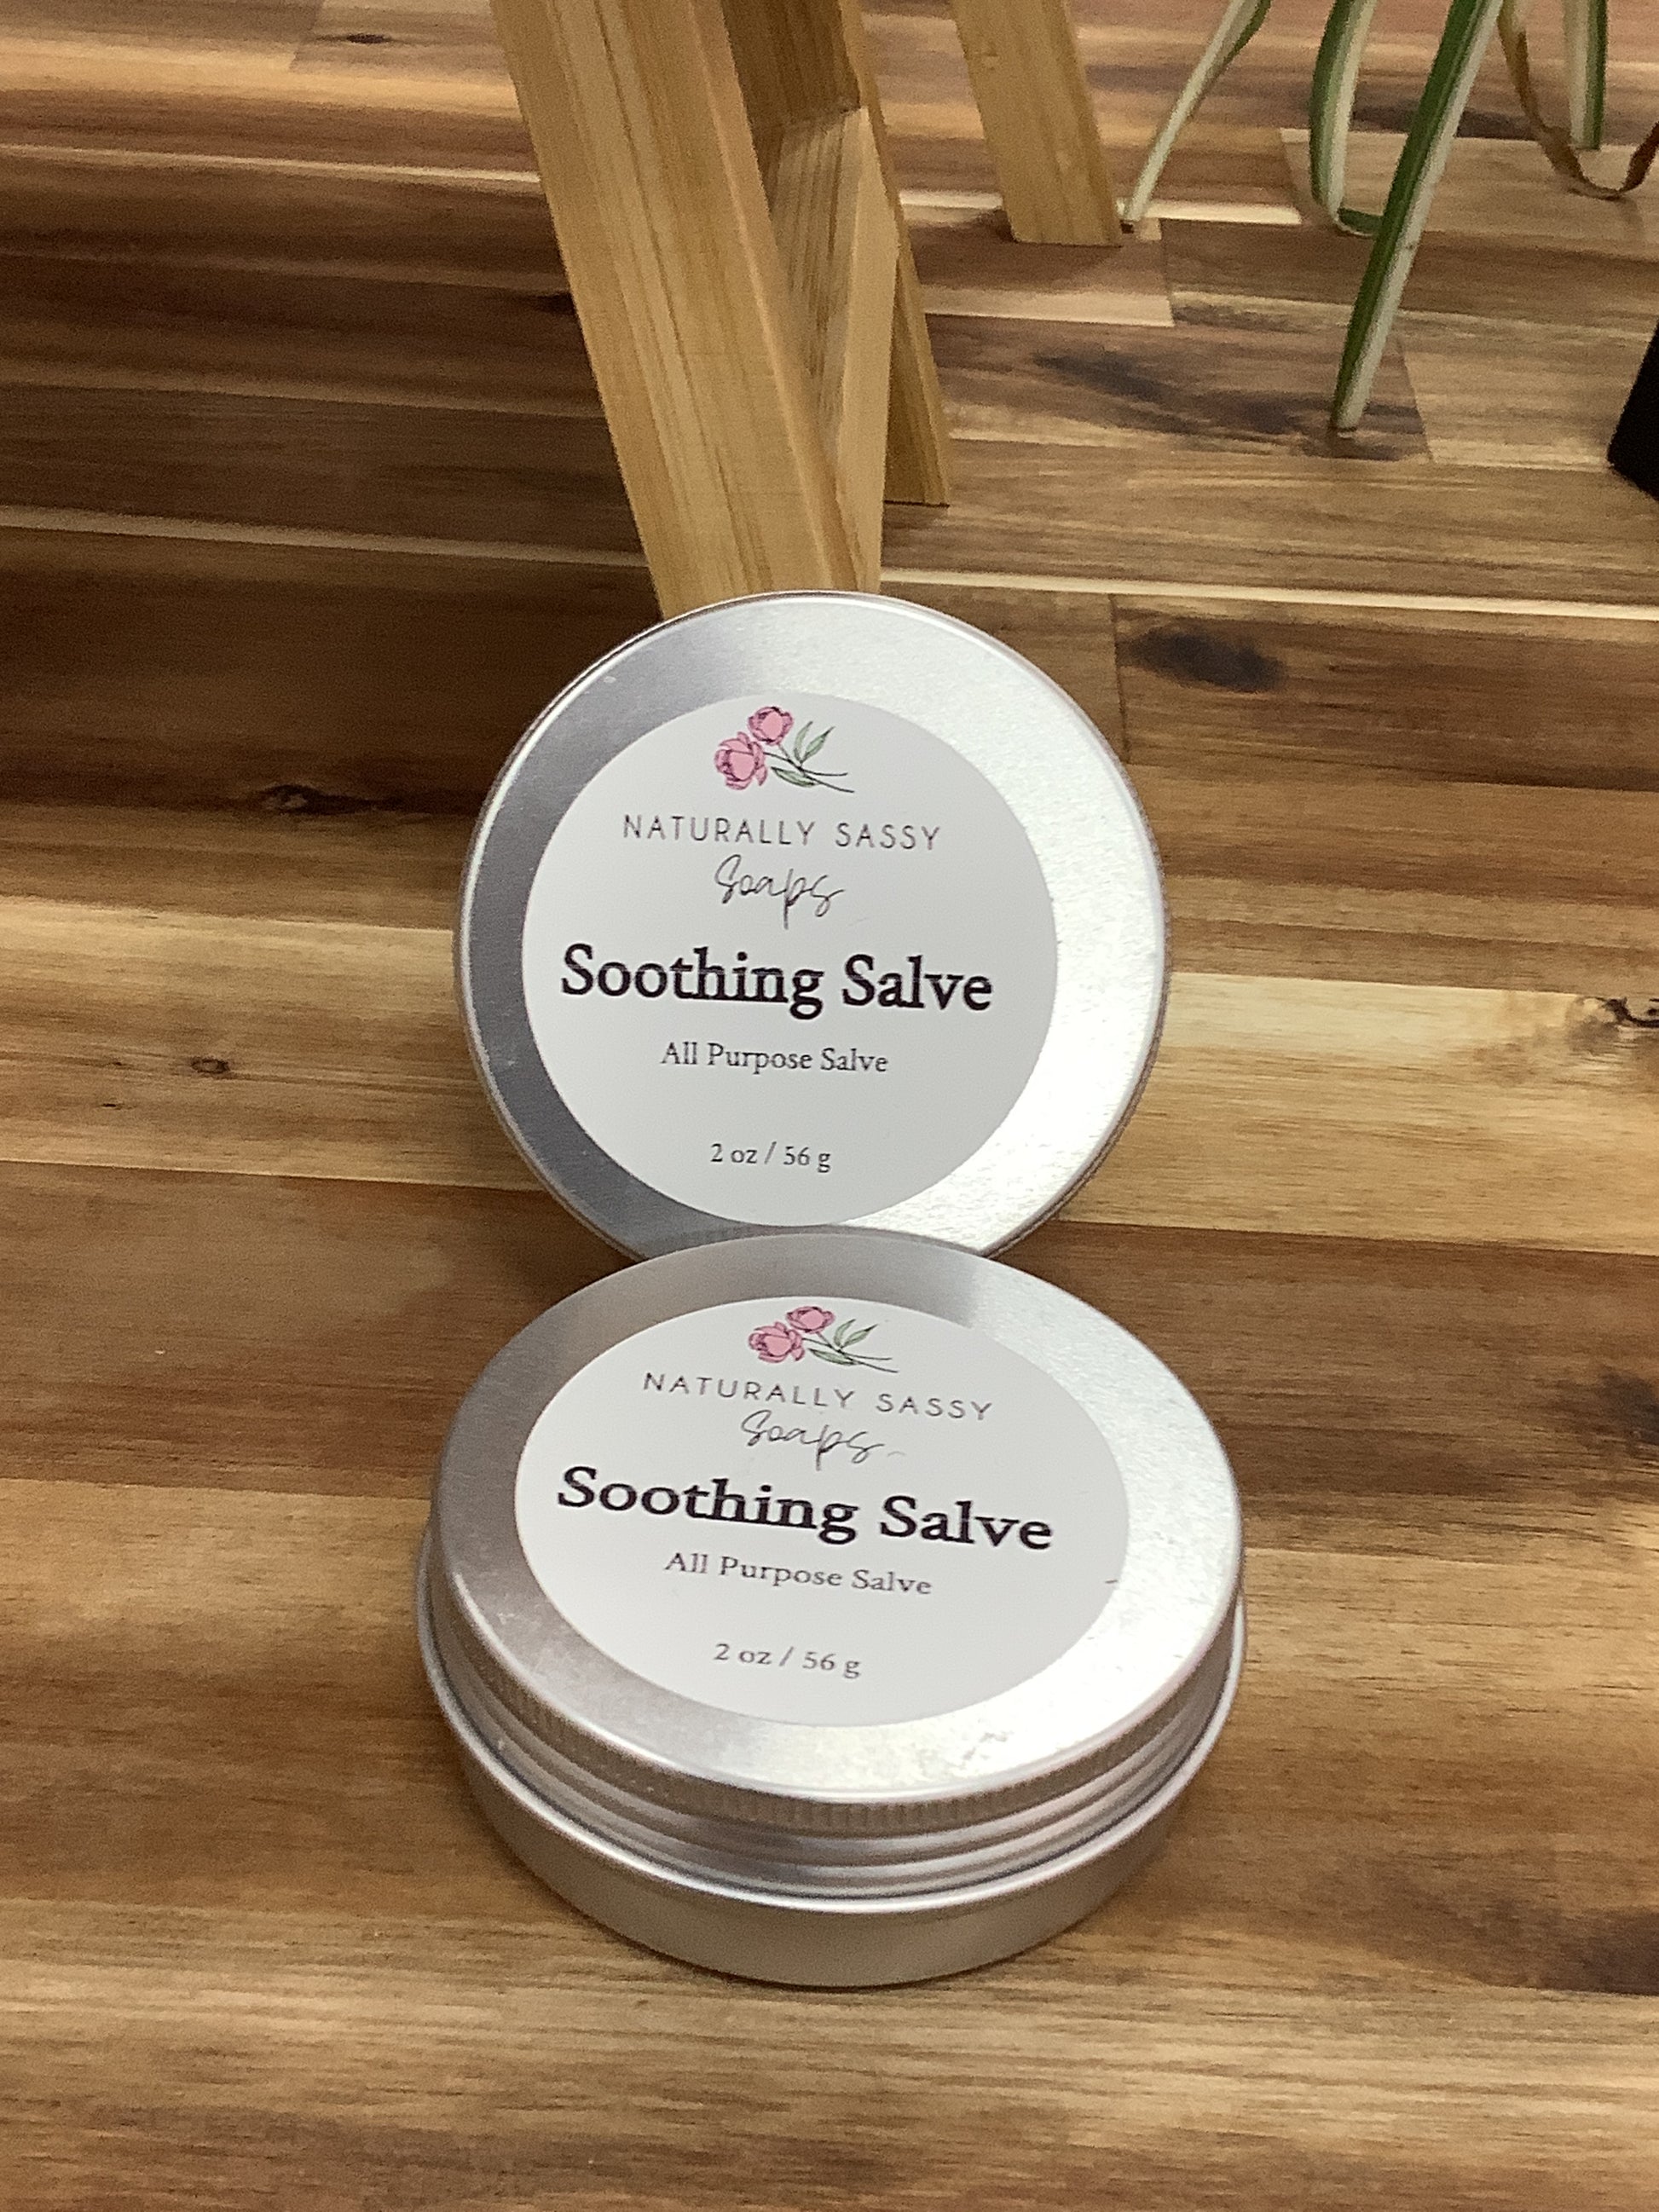 NATURALLY SASSY
Soaps
Soothing Salve
All Purpose Salve
2 oz / 56 g
NATURALLY SASSY
Soaps
Soothing Salve
All Purpose Salve
2 oz / 56 g